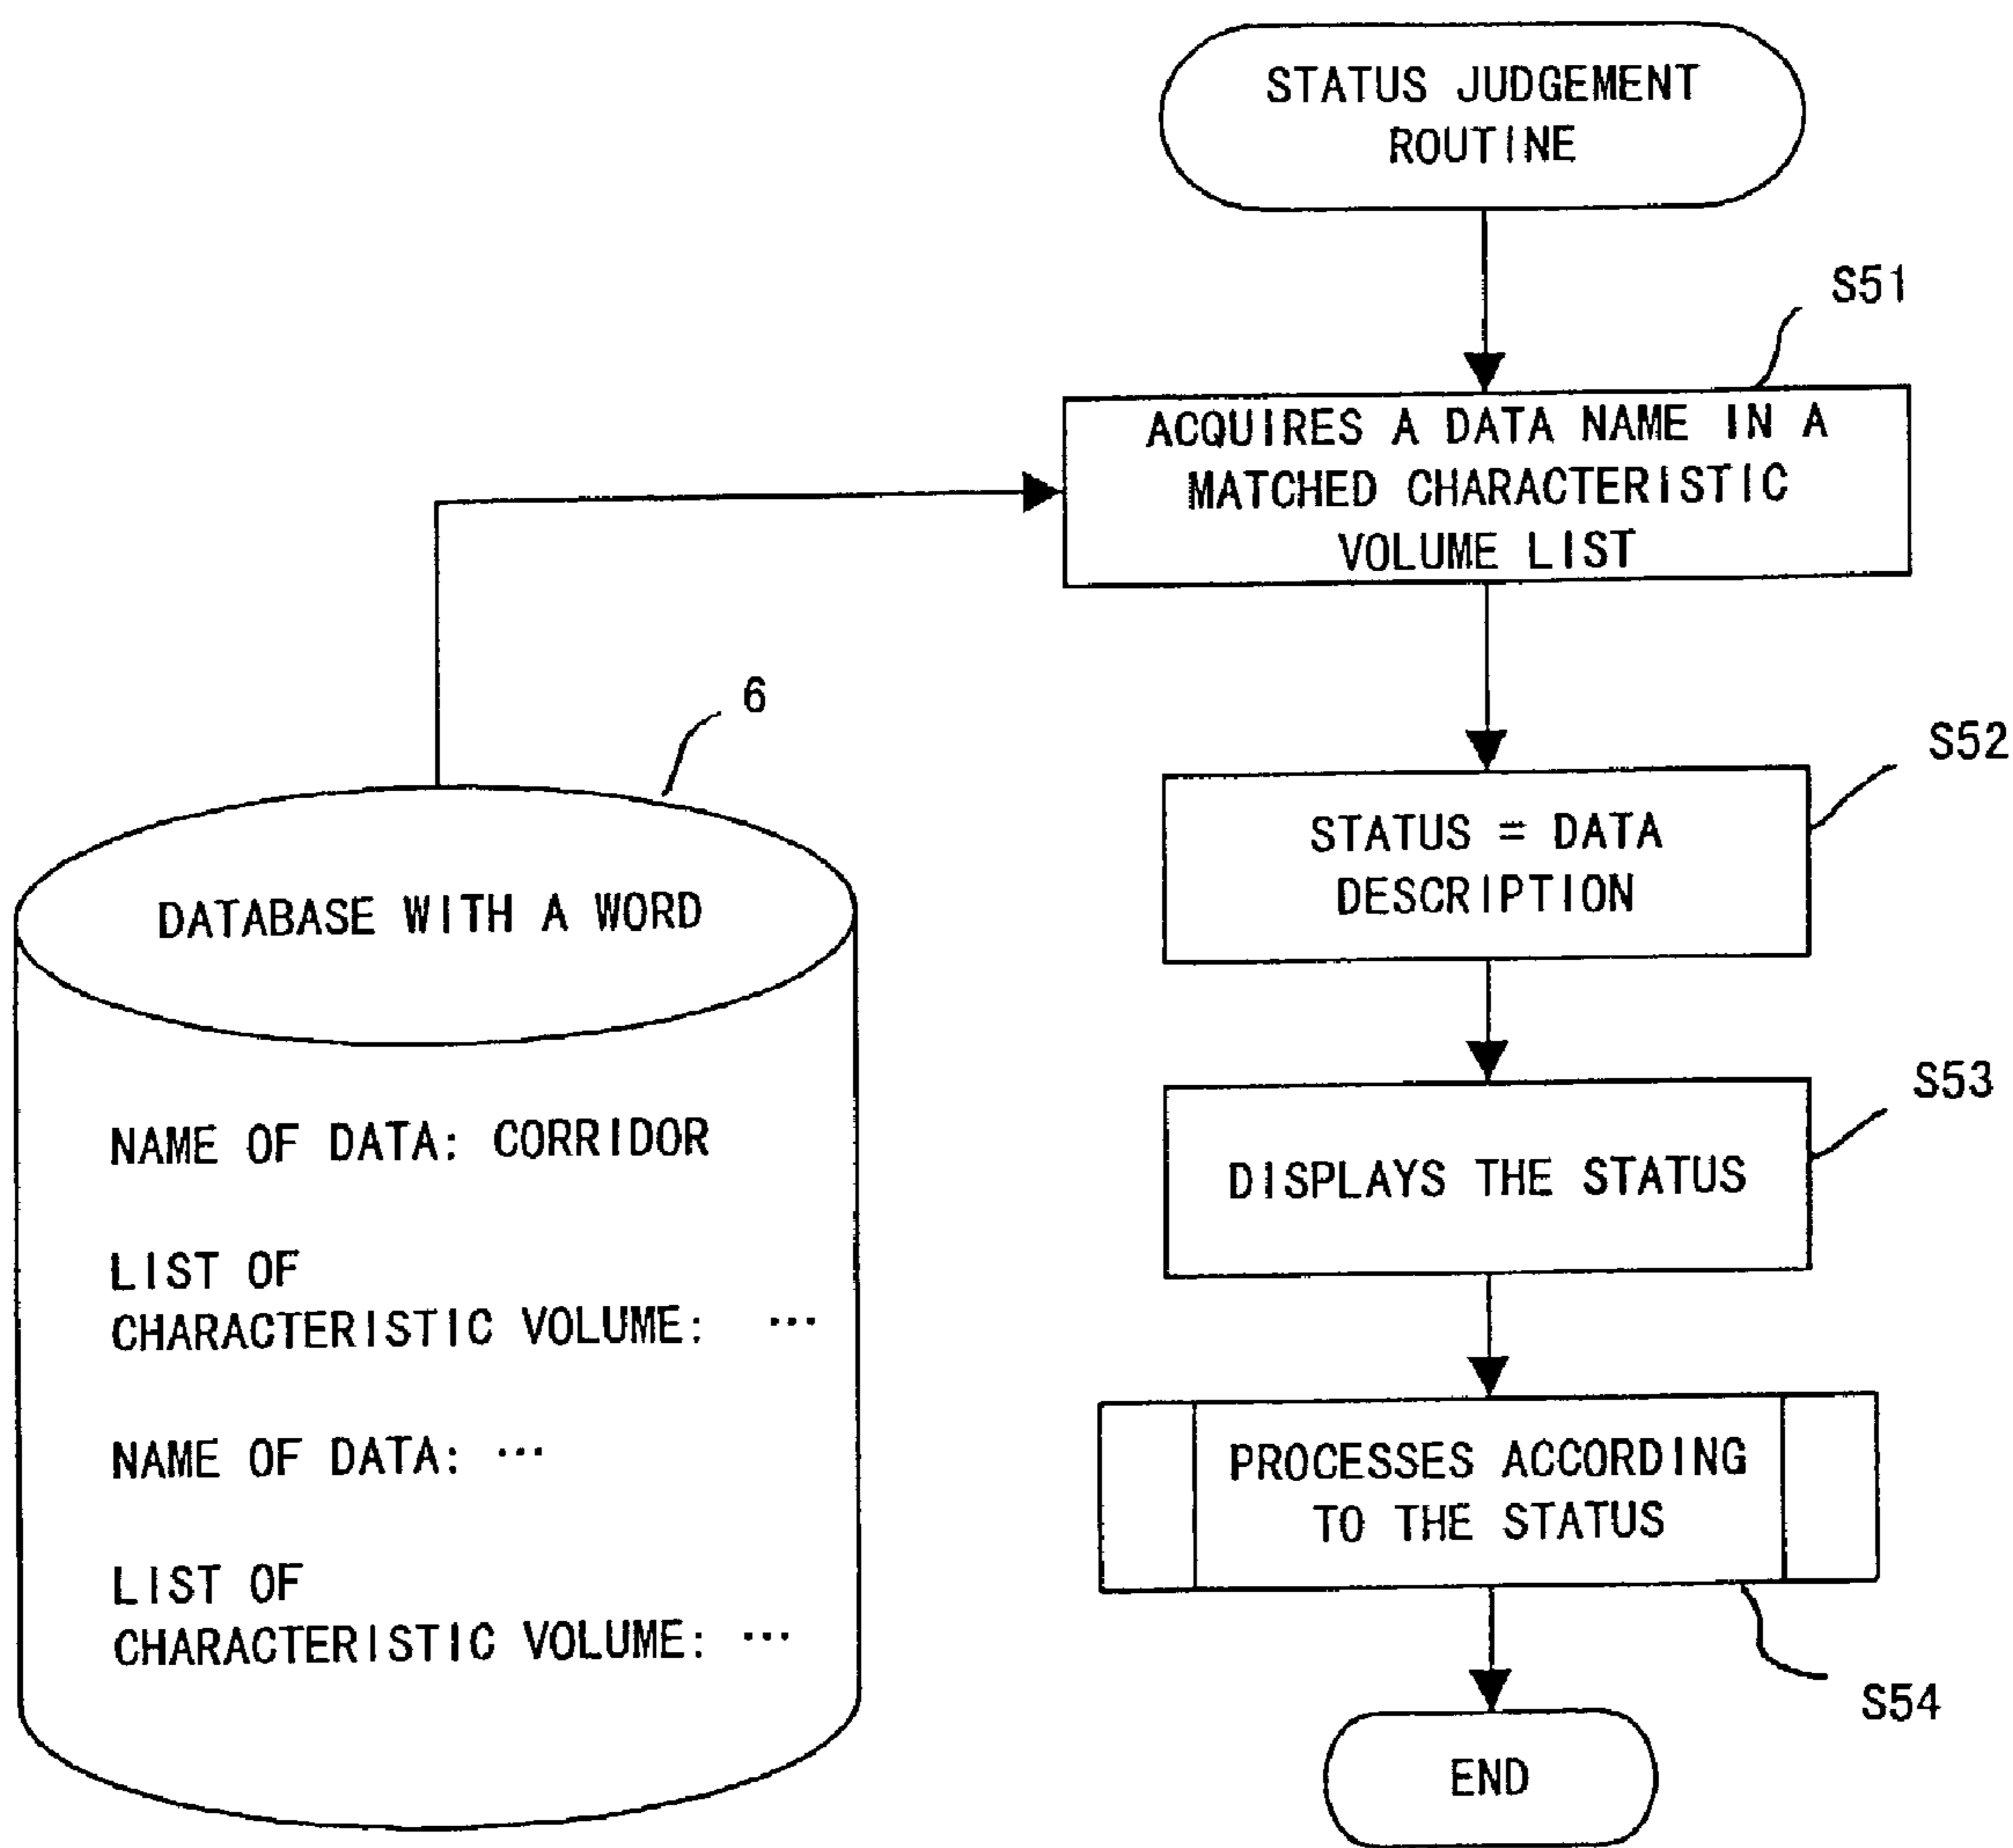 STATUS JUDGEMENT
ROUTINE
S51
ACQUIRES A DATA NAME IN A
MATCHED CHARACTERISTIC
VOLUME LIST
6
S52
STATUS = DATA
DESCRIPTION
DATABASE WITH A WORD
S53
DISPLAYS THE STATUS
NAME OF DATA: CORRIDOR
LIST OF
CHARACTERISTIC VOLUME: ...
NAME OF DATA: ...
LIST OF
CHARACTERISTIC VOLUME: ...
PROCESSES ACCORDING
TO THE STATUS
S54
END